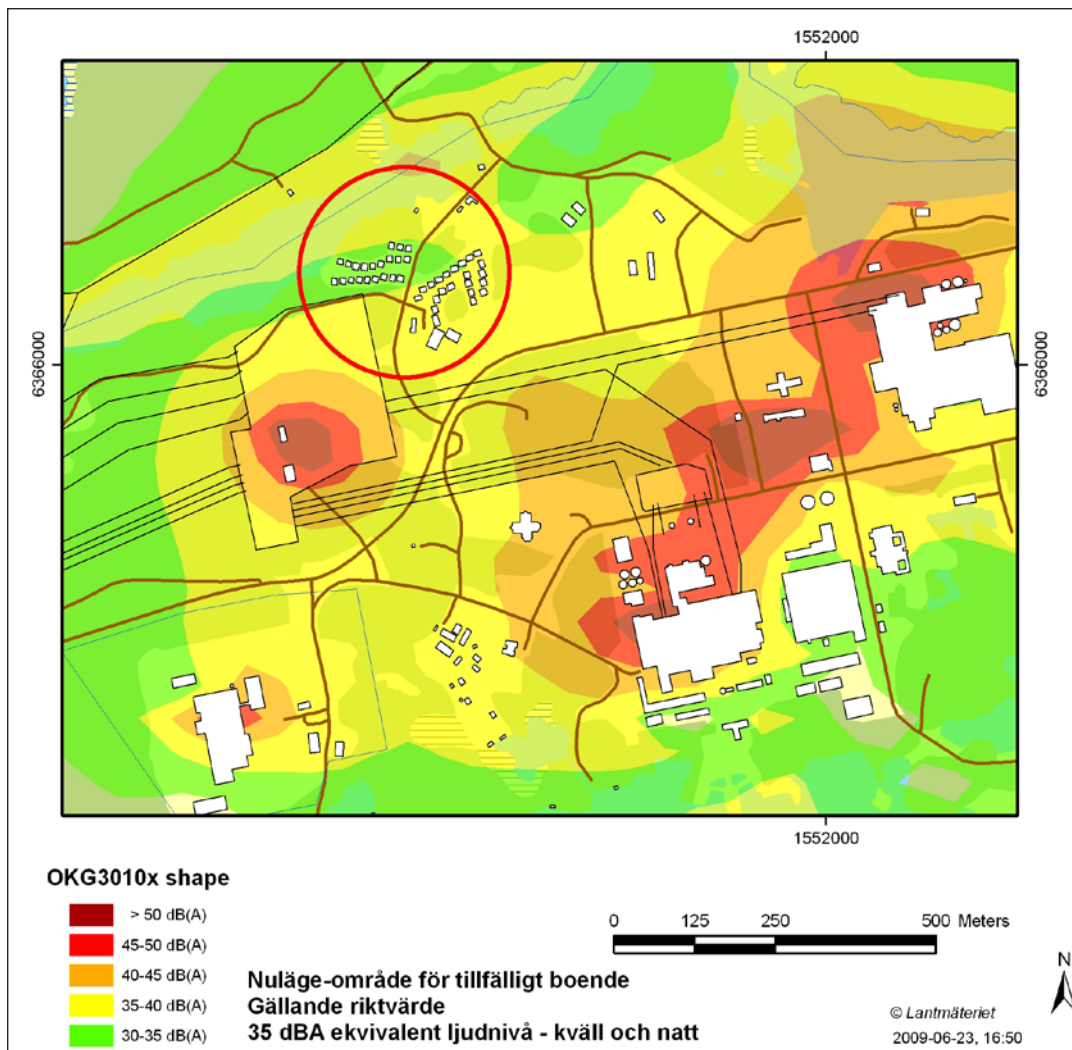 1552000
6366000
6366000
1552000
OKG3010x shape
> 50 dB(A)
45-50 dB(A)
40-45 dB(A)
35-40 dB(A)
30-35 dB(A)
0 125 250 500 Meters
Nuläge-område för tillfälligt boende
Gällande riktvärde
35 dBA ekvivalent ljudnivå - kväll och natt
N
© Lantmäteriet
2009-06-23, 16:50